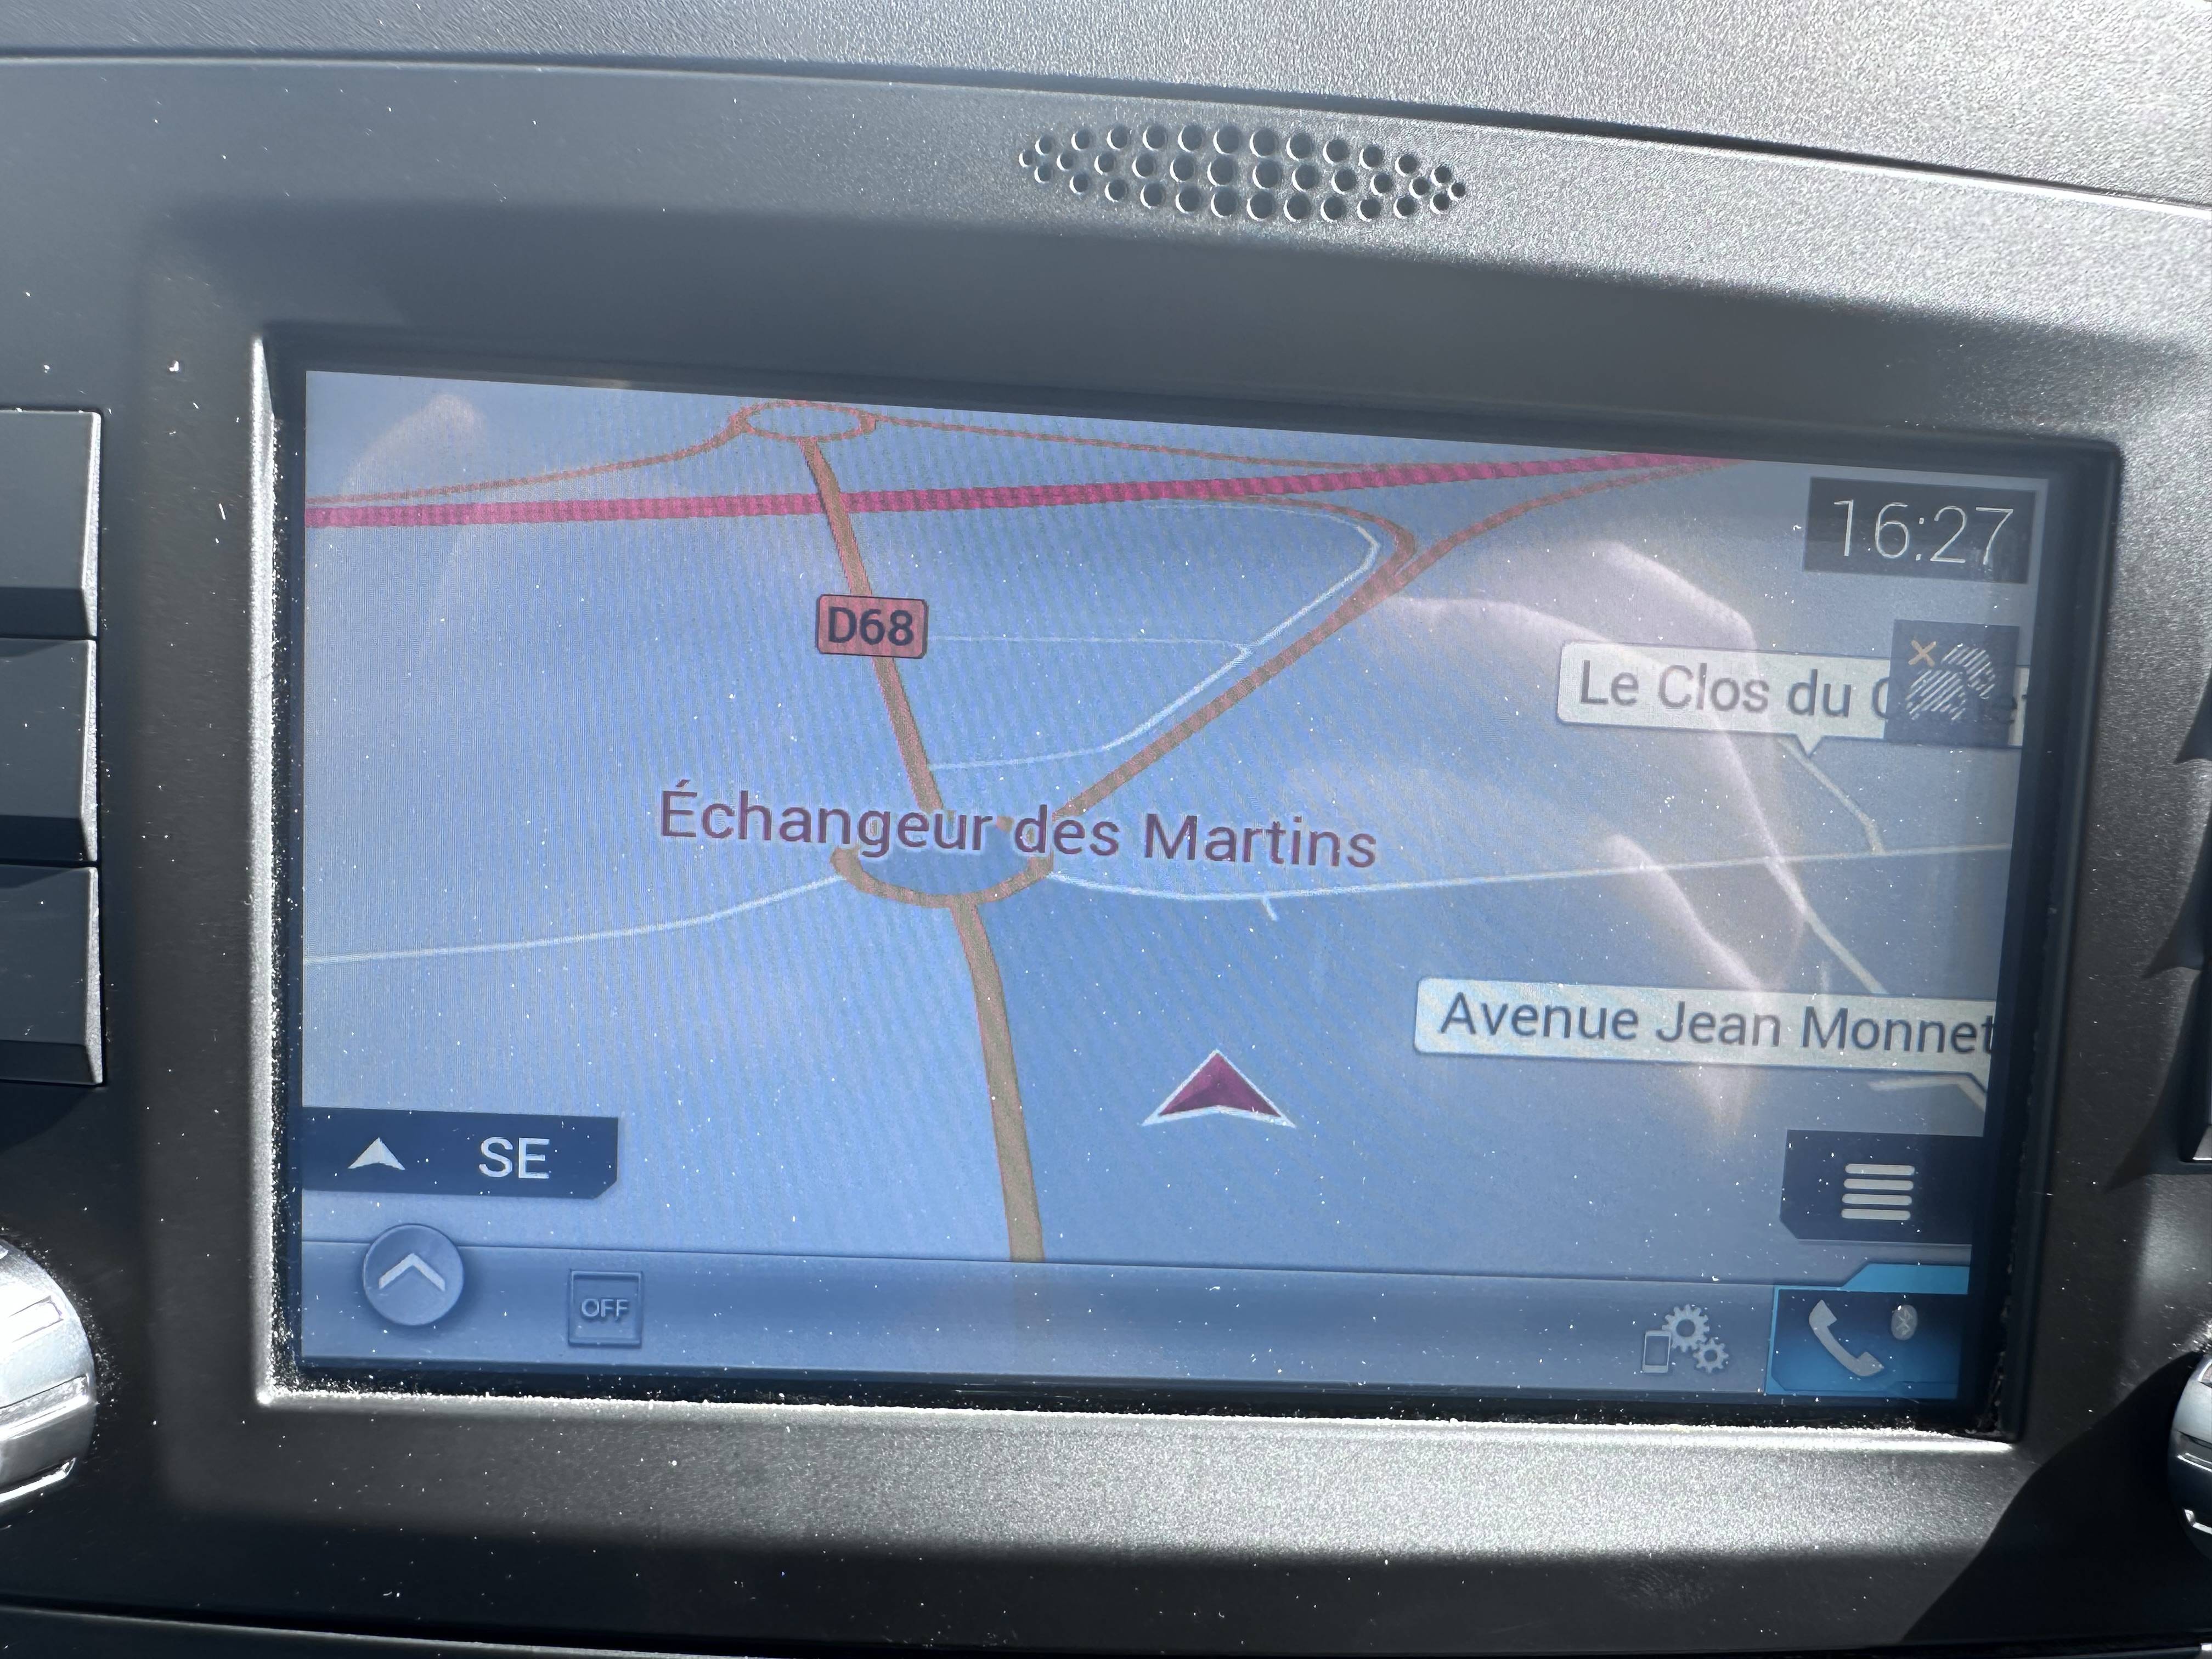 16:27
D68
Le Clos du
Échangeur des Martins
Avenue Jean Monnet
SE
OFF